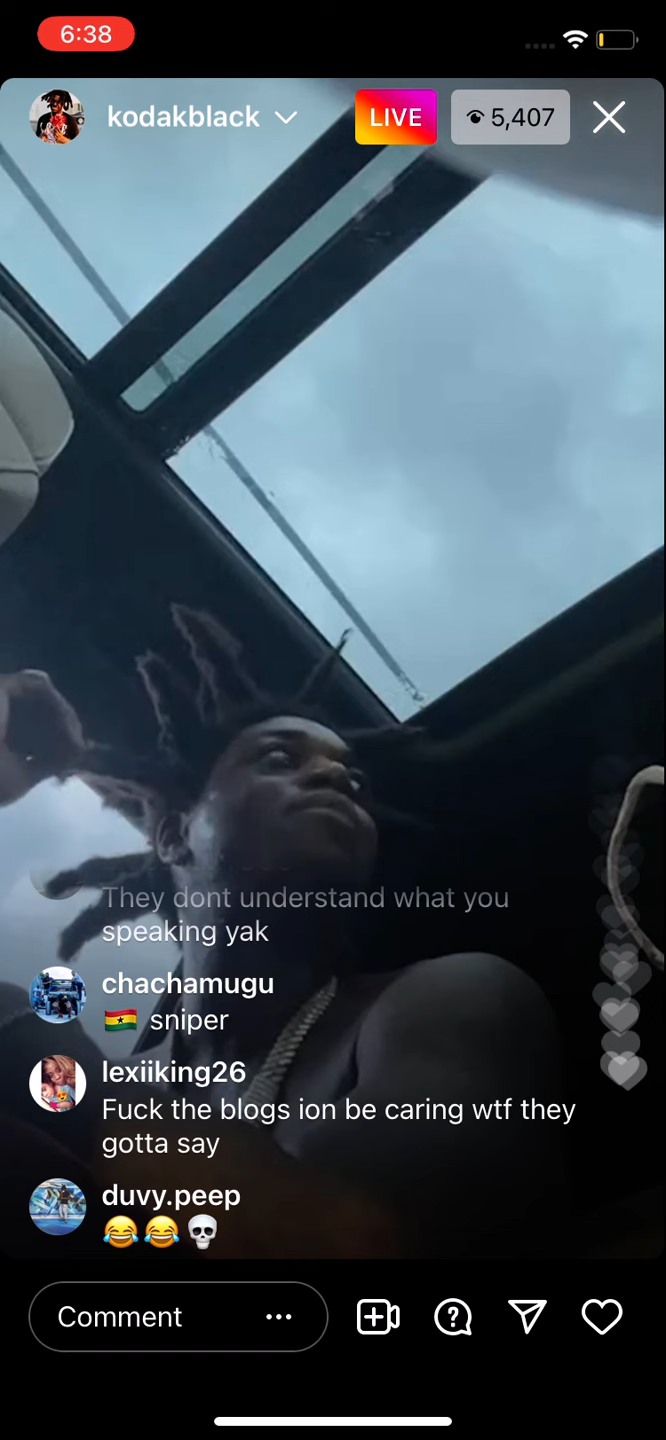 6:38
kodakblack
LIVE
5,407
They dont understand what you
speaking yak
chachamugu
🇬🇭 sniper
lexiiking26
Fuck the blogs ion be caring wtf they
gotta say
duvy.peep
😂😂💀
Comment